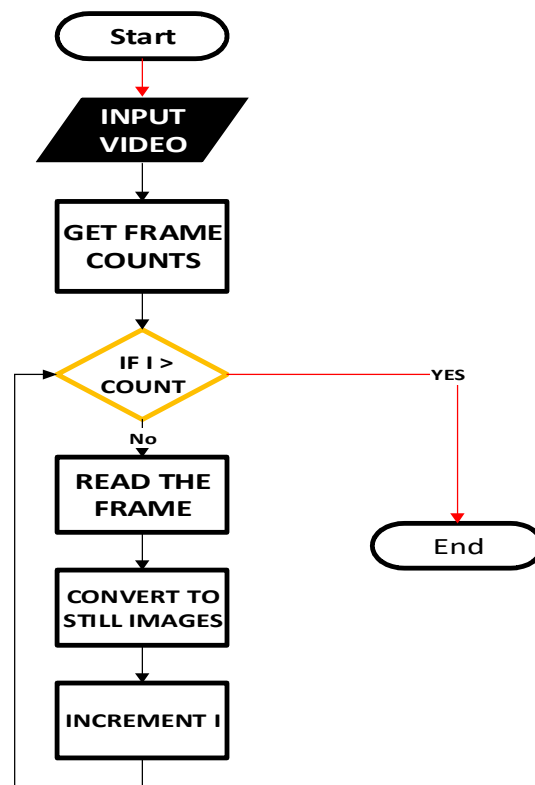 Start
INPUT
VIDEO
GET FRAME
COUNTS
IF I >
COUNT
YES
No
READ THE
FRAME
End
CONVERT TO
STILL IMAGES
INCREMENT I